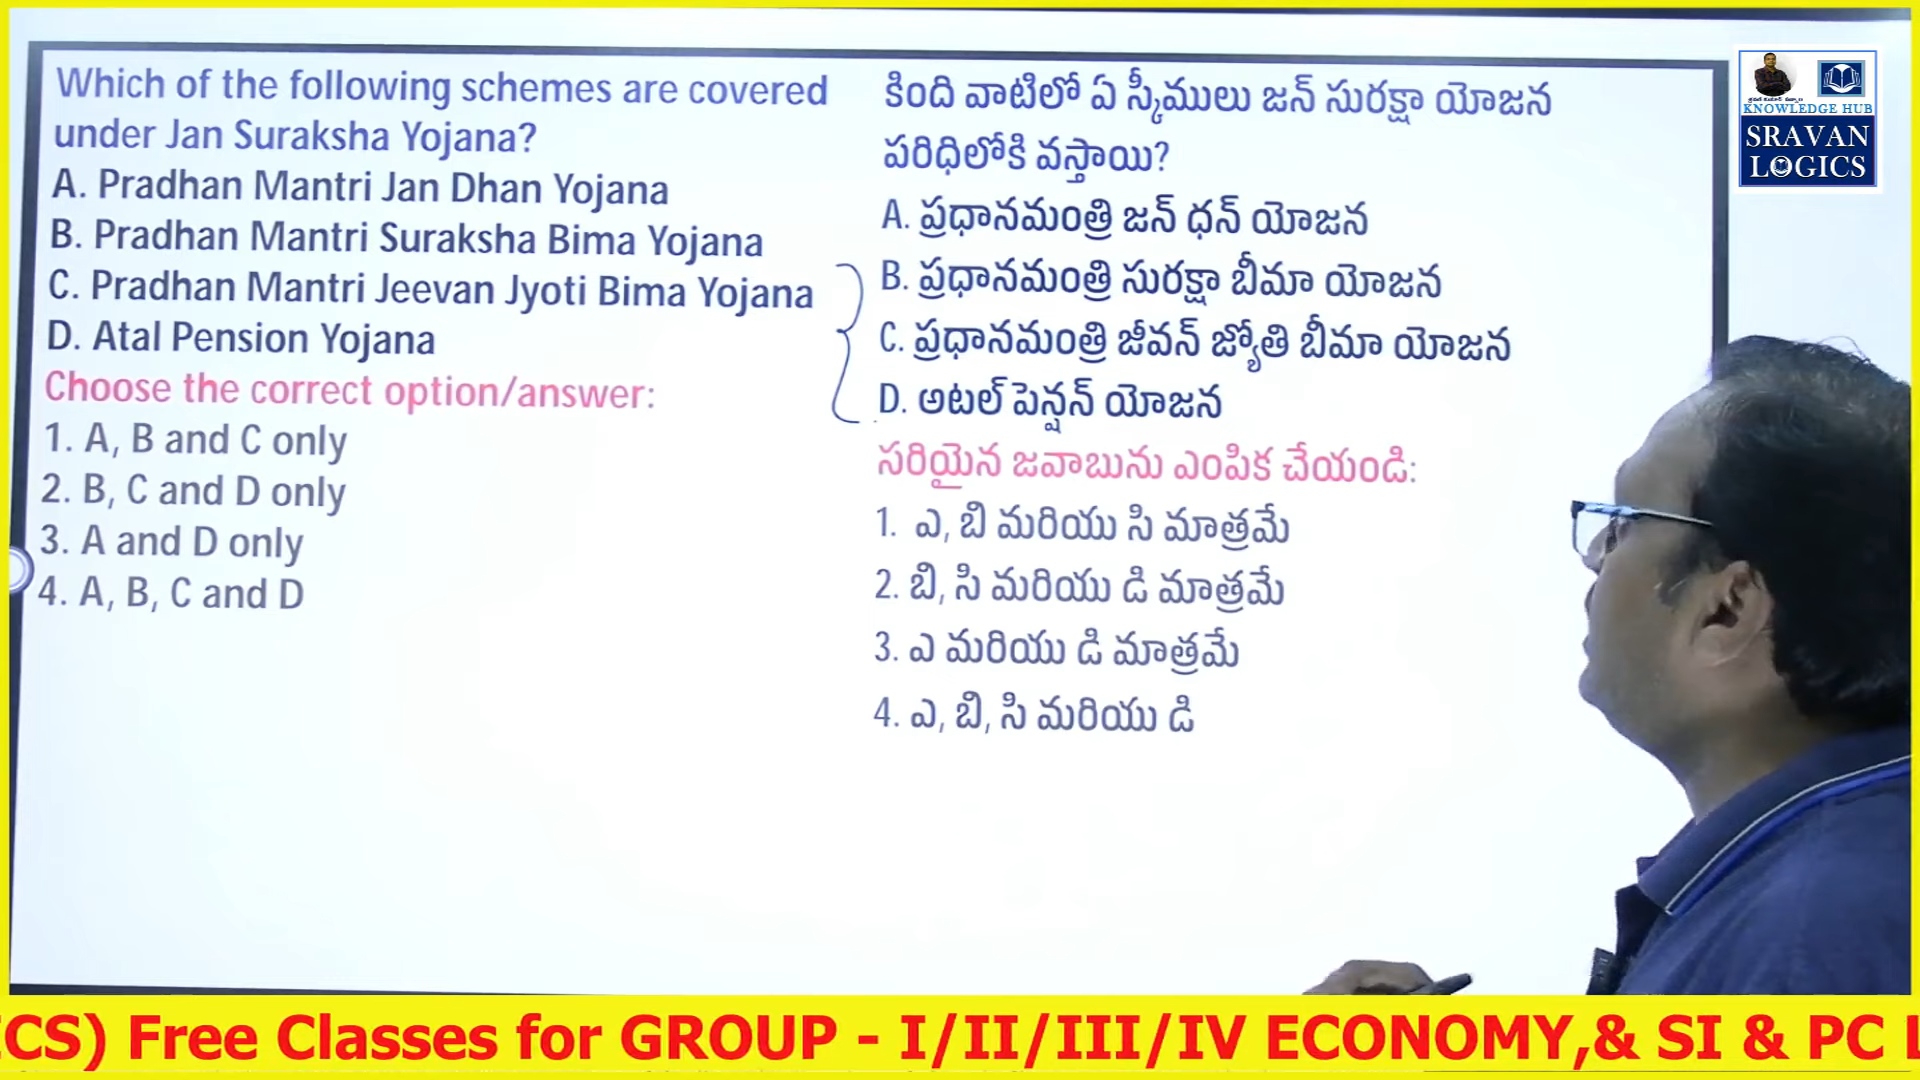 Which of the following schemes are covered
under Jan Suraksha Yojana?
A. Pradhan Mantri Jan Dhan Yojana
B. Pradhan Mantri Suraksha Bima Yojana
C. Pradhan Mantri Jeevan Jyoti Bima Yojana
D. Atal Pension Yojana
Choose the correct option/answer:
1. A, B and C only
2. B, C and D only
3. A and D only
4. A, B, C and D
కింది వాటిలో ఏ స్కీములు జన్ సురక్షా యోజన
పరిధిలోకి వస్తాయి?
A. ప్రధానమంత్రి జన్ ధన్ యోజన
B. ప్రధానమంత్రి సురక్షా బీమా యోజన
C. ప్రధానమంత్రి జీవన్ జ్యోతి బీమా యోజన
D. అటల్ పెన్షన్ యోజన
సరియైన జవాబును ఎంపిక చేయండి:
1. ఎ, బి మరియు సి మాత్రమే
2. బి, సి మరియు డి మాత్రమే
3. ఎ మరియు డి మాత్రమే
4. ఎ, బి, సి మరియు డి
KNOWLEDGE HUB
SRAVAN
LOGICS
ICS) Free Classes for GROUP - I/II/III/IV ECONOMY,& SI & PC L